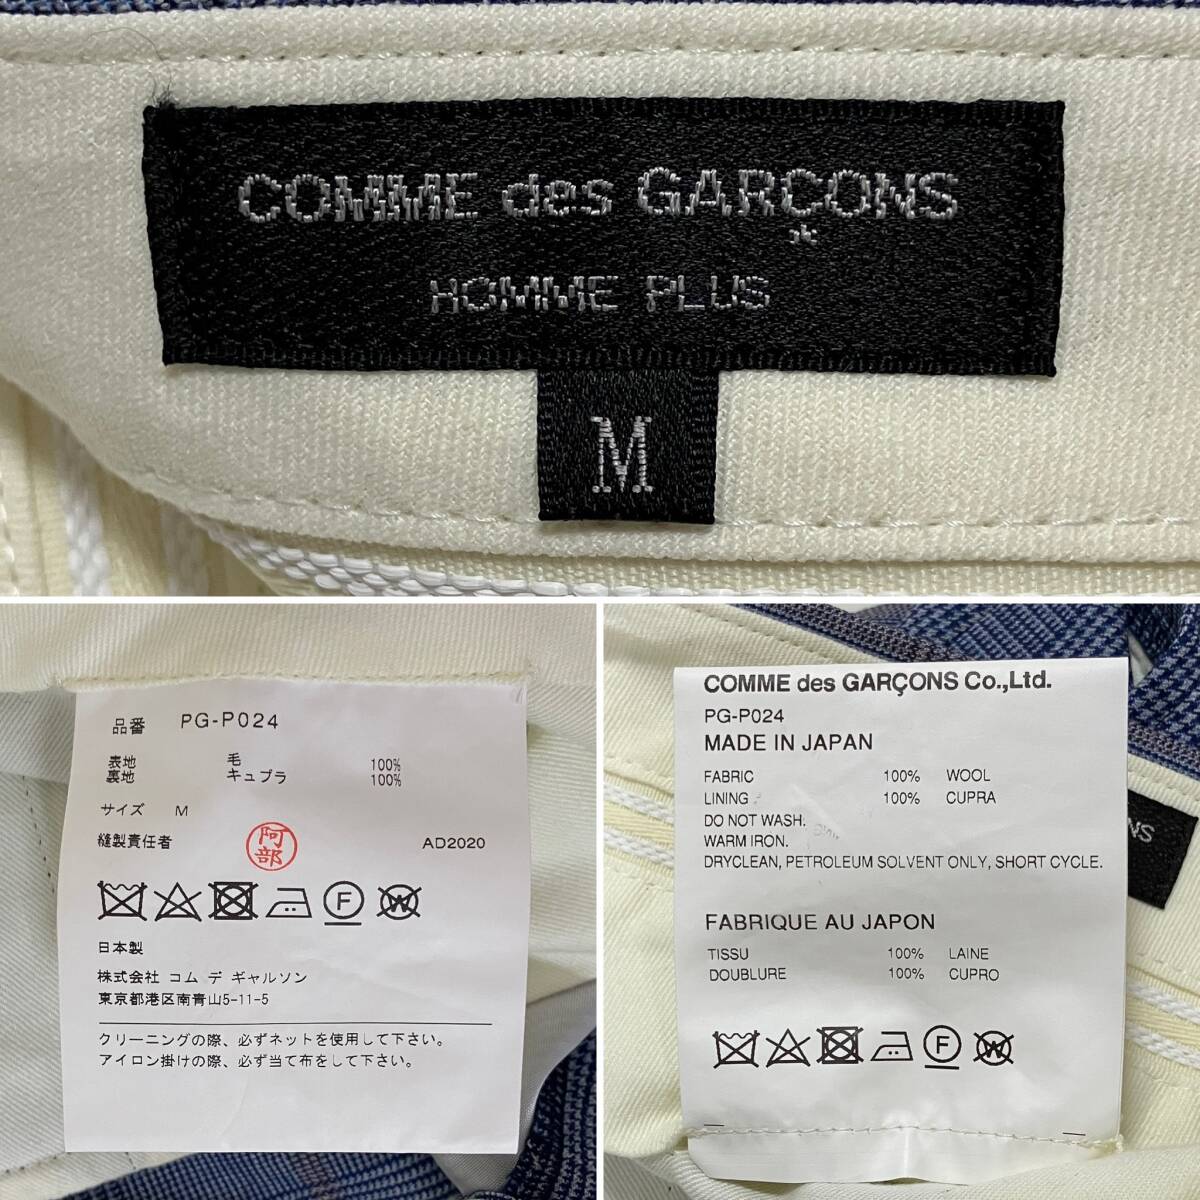 COMME des GARÇONS
HOMME PLUS
M
品番 PG-P024
表地 毛 100%
裏地 キュプラ 100%
サイズ M
縫製責任者 阿部 AD2020
F W
日本製
株式会社 コム デ ギャルソン
東京都港区南青山5-11-5
クリーニングの際、必ずネットを使用して下さい。
アイロン掛けの際、必ず当て布をして下さい。
COMME des GARÇONS Co.,Ltd.
PG-P024
MADE IN JAPAN
FABRIC 100% WOOL
LINING 100% CUPRA
DO NOT WASH.
WARM IRON.
DRYCLEAN, PETROLEUM SOLVENT ONLY, SHORT CYCLE.
FABRIQUE AU JAPON
TISSU 100% LAINE
DOUBLURE 100% CUPRO
F W
NS